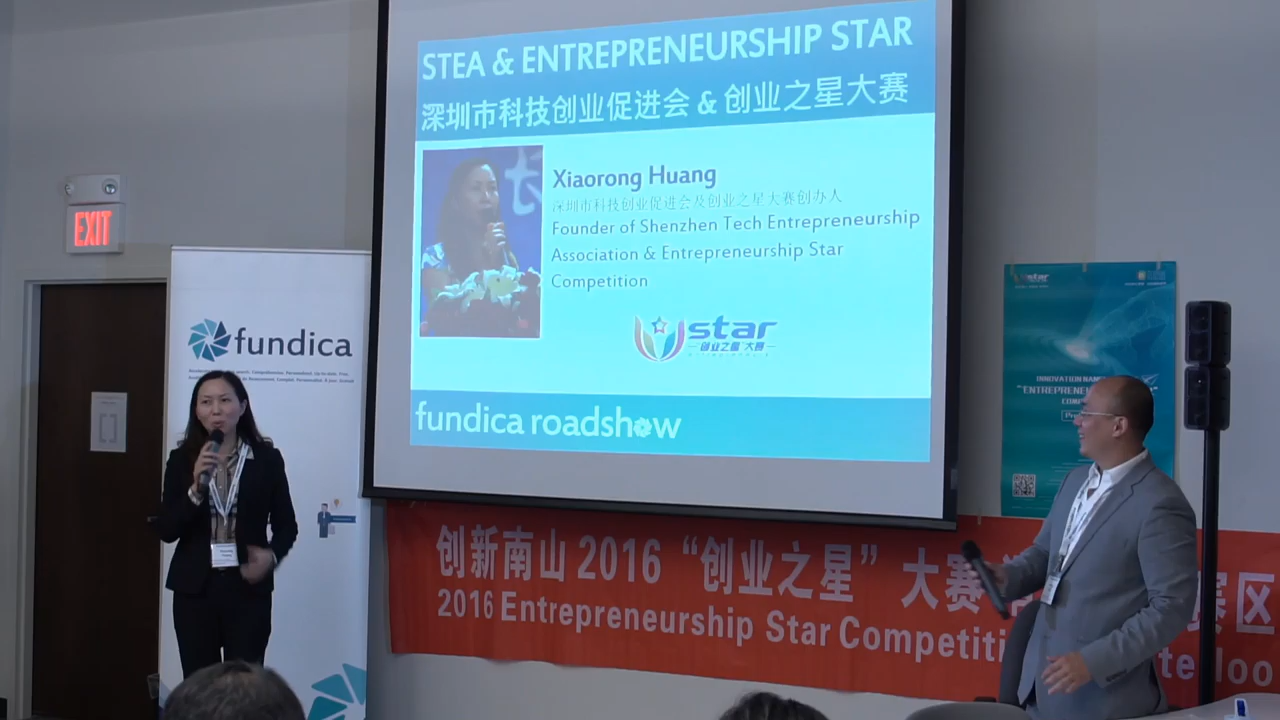 STEA & ENTREPRENEURSHIP STAR
深圳市科技创业促进会 & 创业之星大赛
Xiaorong Huang
深圳市科技创业促进会及创业之星大赛创办人
Founder of Shenzhen Tech Entrepreneurship
Association & Entrepreneurship Star
Competition
star
创业之星 大赛
fundica roadshow
EXIT
fundica
INNOVATION
创新南山 2016 “创业之星” 大赛 赛区
2016 Entrepreneurship Star Competiti